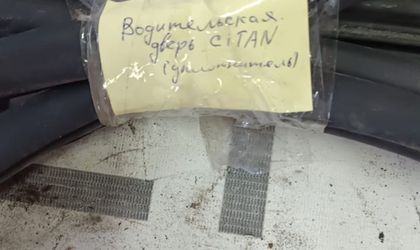 Водительская
дверь CITAN
(уплотнитель)